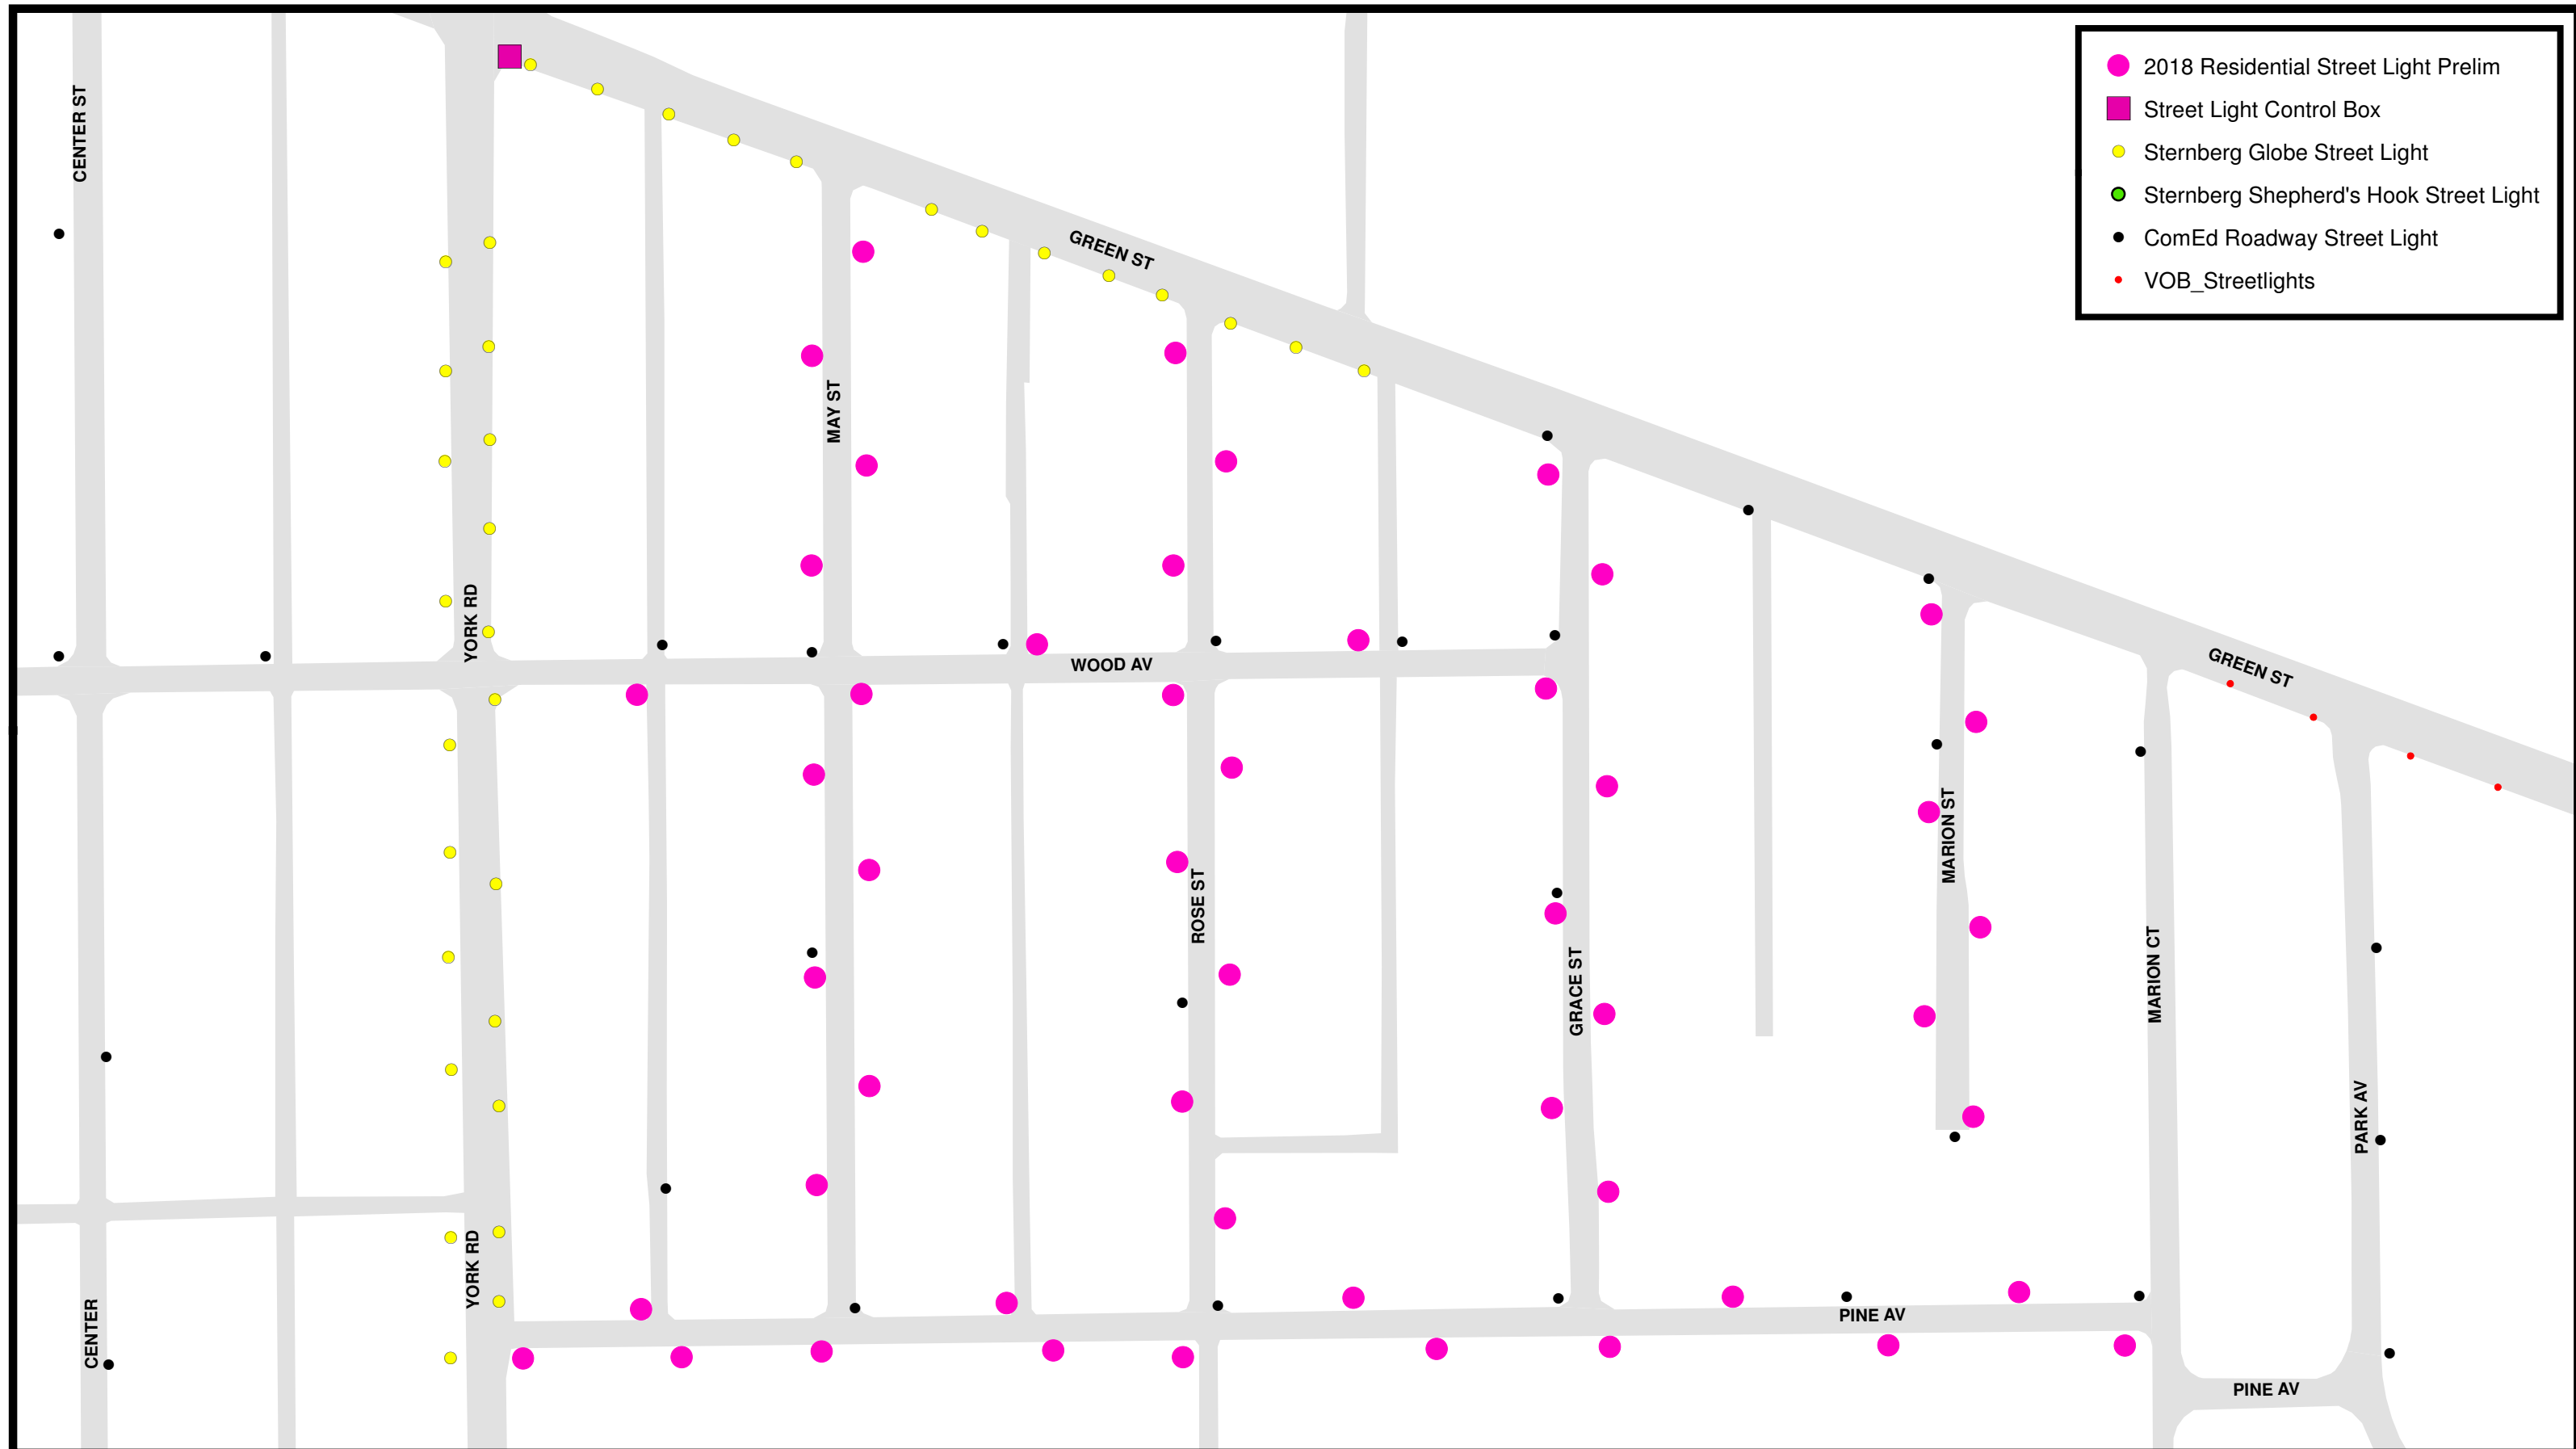 2018 Residential Street Light Prelim
Street Light Control Box
Sternberg Globe Street Light
Sternberg Shepherd's Hook Street Light
ComEd Roadway Street Light
VOB_Streetlights
CENTER ST
GREEN ST
MAY ST
YORK RD
WOOD AV
GREEN ST
MARION ST
ROSE ST
GRACE ST
MARION CT
PARK AV
YORK RD
CENTER
PINE AV
PINE AV